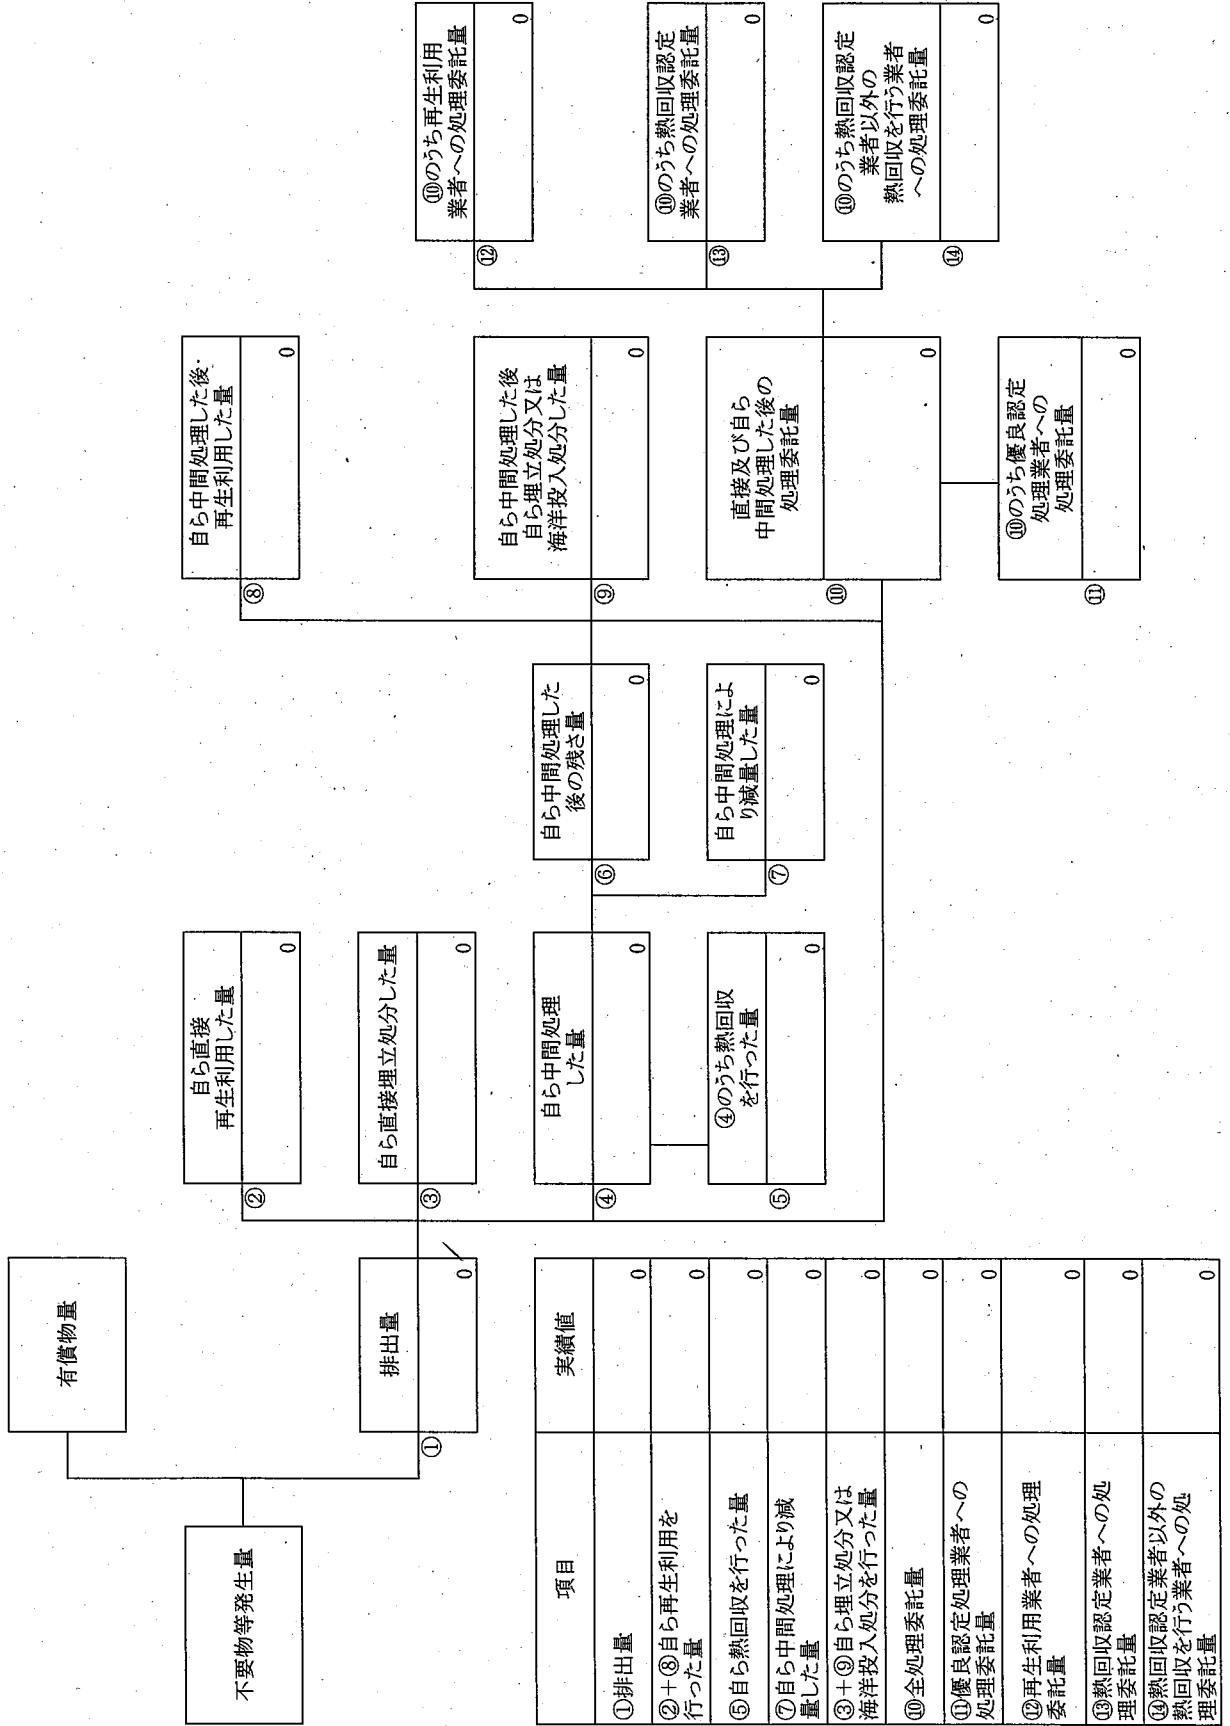 有償物量
不要物等発生量
①
排出量
0
②
自ら直接
再生利用した量
0
③
自ら直接埋立処分した量
0
④
自ら中間処理
した量
0
⑤
④のうち熱回収
を行った量
0
⑥
自ら中間処理した
後の残さ量
0
⑦
自ら中間処理によ
り減量した量
0
⑧
自ら中間処理した後
再生利用した量
0
⑨
自ら中間処理した後
自ら埋立処分又は
海洋投入処分した量
0
⑩
直接及び自ら
中間処理した後の
処理委託量
0
⑪
⑩のうち優良認定
処理業者への
処理委託量
0
⑫
⑩のうち再生利用
業者への処理委託量
0
⑬
⑩のうち熱回収認定
業者への処理委託量
0
⑭
⑩のうち熱回収認定
業者以外の
熱回収を行う業者
への処理委託量
0
項目
実績値
①排出量
0
②+⑧自ら再生利用を
行った量
0
⑤自ら熱回収を行った量
0
⑦自ら中間処理により減
量した量
0
③+⑨自ら埋立処分又は
海洋投入処分を行った量
0
⑩全処理委託量
0
⑪優良認定処理業者への
処理委託量
0
⑫再生利用業者への処理
委託量
0
⑬熱回収認定業者への処
理委託量
0
⑭熱回収認定業者以外の
熱回収を行う業者への処
理委託量
0